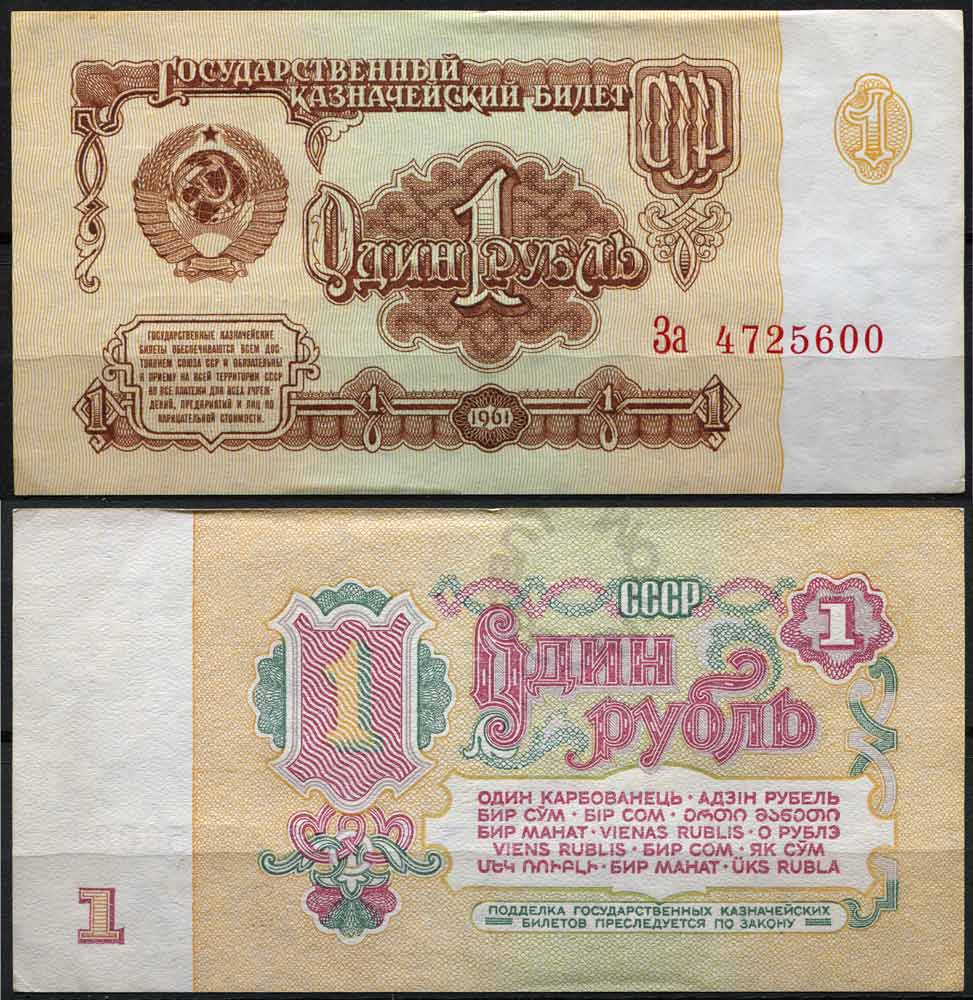 Государственный
казначейский билет
СССР
1
Один 1 рубль
За 4725600
ГОСУДАРСТВЕННЫЕ КАЗНАЧЕЙСКИЕ
БИЛЕТЫ ОБЕСПЕЧИВАЮТСЯ ВСЕМ ДОС-
ТОЯНИЕМ СОЮЗА ССР И ОБЯЗАТЕЛЬНЫ
К ПРИЕМУ НА ВСЕЙ ТЕРРИТОРИИ СССР
ВО ВСЕ ПЛАТЕЖИ ДЛЯ ВСЕХ УЧРЕЖ-
ДЕНИЙ, ПРЕДПРИЯТИЙ И ЛИЦ ПО
НАРИЦАТЕЛЬНОЙ СТОИМОСТИ.
1 1 1961 1 1
СССР
1
1
Один
рубль
ОДИН КАРБОВАНЕЦЬ · АДЗІН РУБЕЛЬ
БИР СЎМ · БІР СОМ · ᲔᲠᲗᲘ ᲛᲐᲜᲔᲗᲘ
БИР МАНАТ · VIENAS RUBLIS · О РУБЛЭ
VIENS RUBLIS · БИР СОМ · ЯК СЎМ
ՄԵԿ ՌՈՒԲԼԻ · БИР МАНАТ · ÜKS RUBLA
1
ПОДДЕЛКА ГОСУДАРСТВЕННЫХ КАЗНАЧЕЙСКИХ
БИЛЕТОВ ПРЕСЛЕДУЕТСЯ ПО ЗАКОНУ